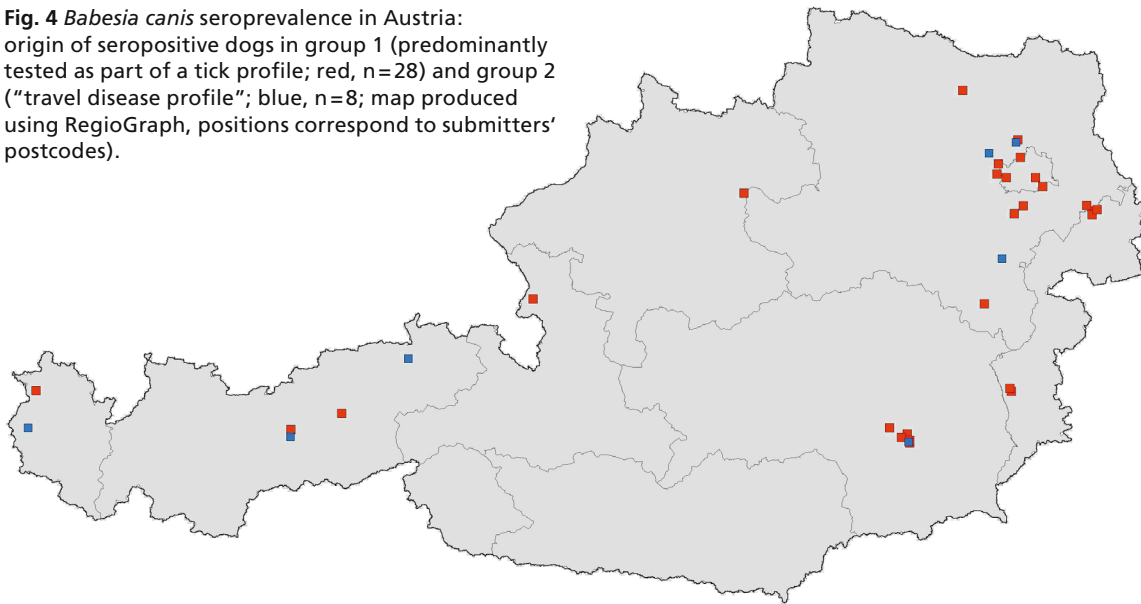 Fig. 4 Babesia canis seroprevalence in Austria:
origin of seropositive dogs in group 1 (predominantly
tested as part of a tick profile; red, n=28) and group 2
(“travel disease profile”; blue, n=8; map produced
using RegioGraph, positions correspond to submitters‘
postcodes).